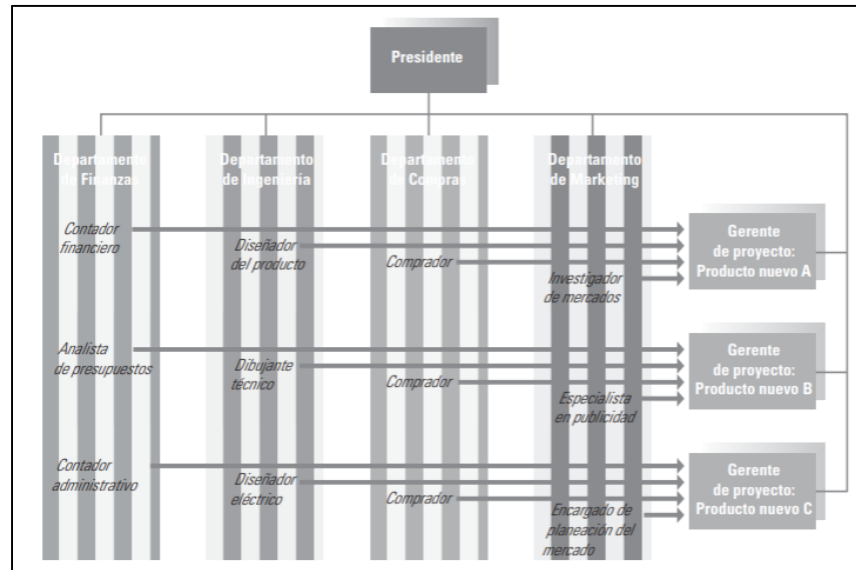 Presidente
Departamento
de Finanzas
Departamento
de Ingeniería
Departamento
de Compras
Departamento
de Marketing
Contador
financiero
Diseñador
del producto
Comprador
Investigador
de mercados
Gerente
de proyecto:
Producto nuevo A
Analista
de presupuestos
Dibujante
técnico
Comprador
Especialista
en publicidad
Gerente
de proyecto:
Producto nuevo B
Contador
administrativo
Diseñador
eléctrico
Comprador
Encargado de
planeación del
mercado
Gerente
de proyecto:
Producto nuevo C